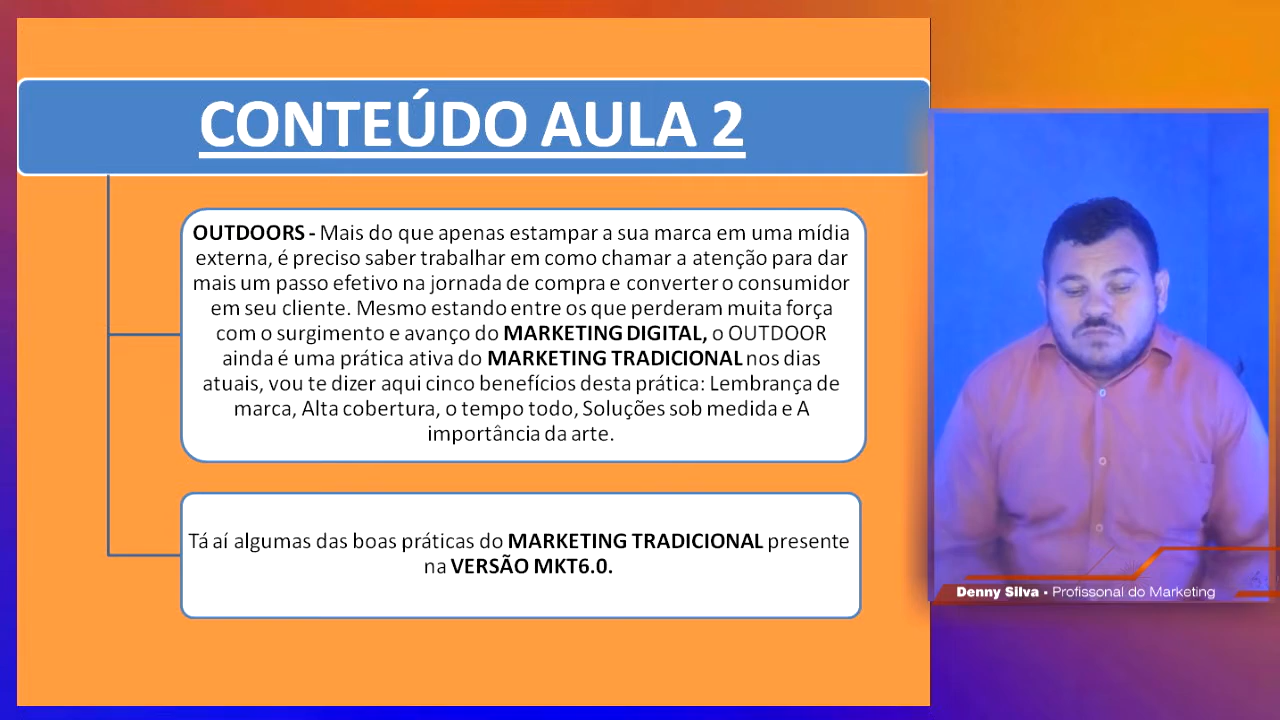 CONTEÚDO AULA 2
OUTDOORS - Mais do que apenas estampar a sua marca em uma mídia
externa, é preciso saber trabalhar em como chamar a atenção para dar
mais um passo efetivo na jornada de compra e converter o consumidor
em seu cliente. Mesmo estando entre os que perderam muita força
com o surgimento e avanço do MARKETING DIGITAL, o OUTDOOR
ainda é uma prática ativa do MARKETING TRADICIONAL nos dias
atuais, vou te dizer aqui cinco benefícios desta prática: Lembrança de
marca, Alta cobertura, o tempo todo, Soluções sob medida e A
importância da arte.
Tá aí algumas das boas práticas do MARKETING TRADICIONAL presente
na VERSÃO MKT6.0.
Denny Silva • Profissonal do Marketing